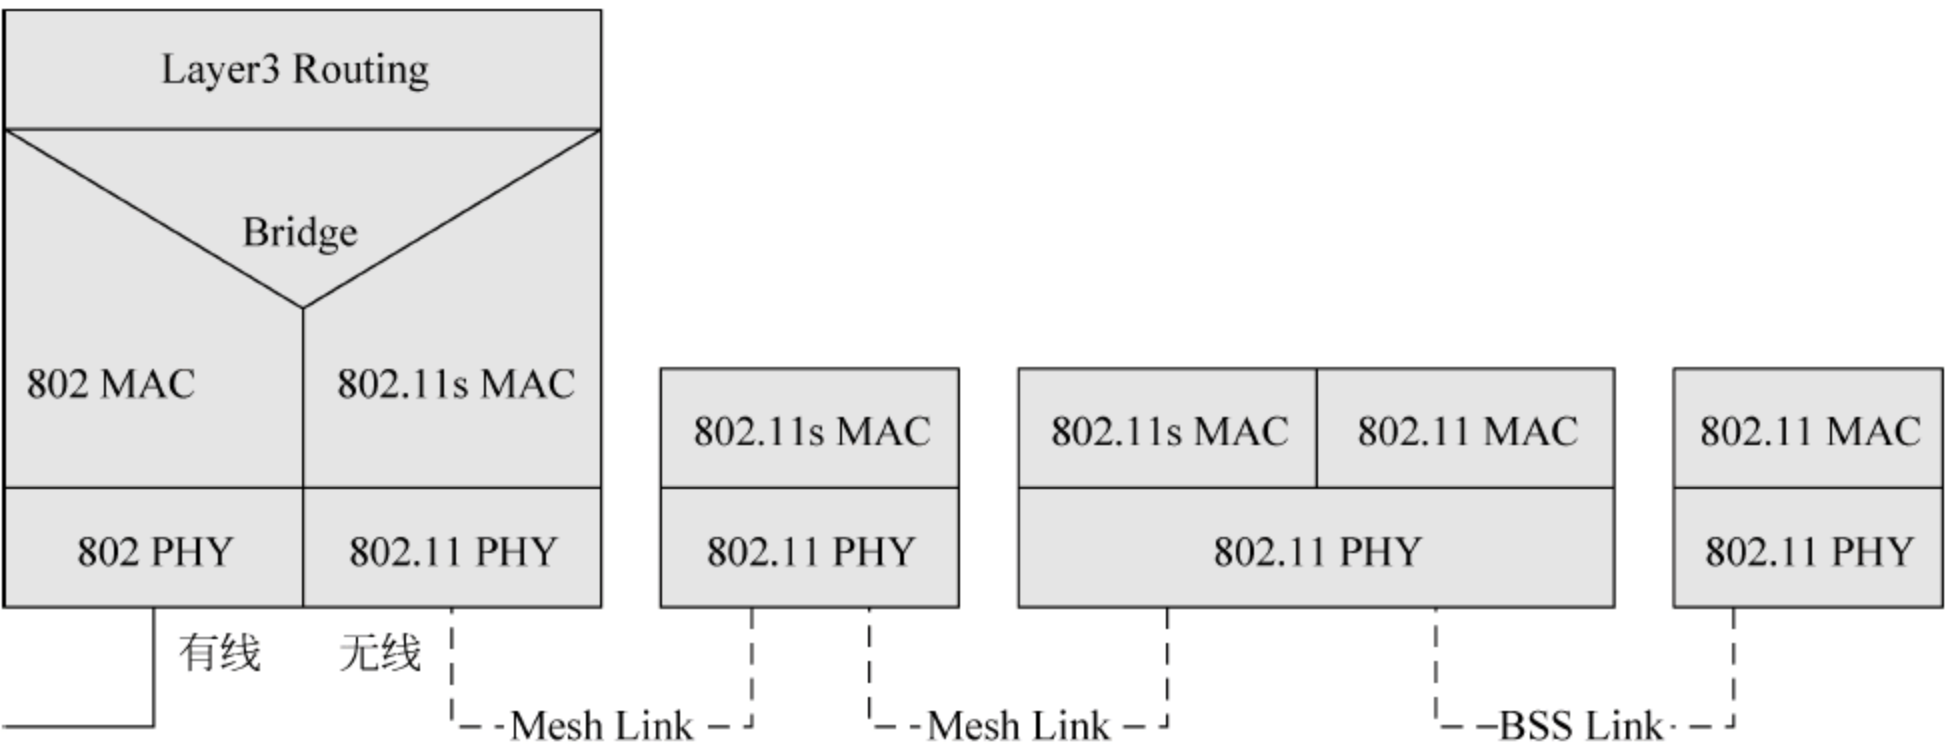 Layer3 Routing
Bridge
802 MAC
802.11s MAC
802 PHY
802.11 PHY
802.11s MAC
802.11 PHY
802.11s MAC
802.11 MAC
802.11 PHY
802.11 MAC
802.11 PHY
有线
无线
Mesh Link
Mesh Link
BSS Link